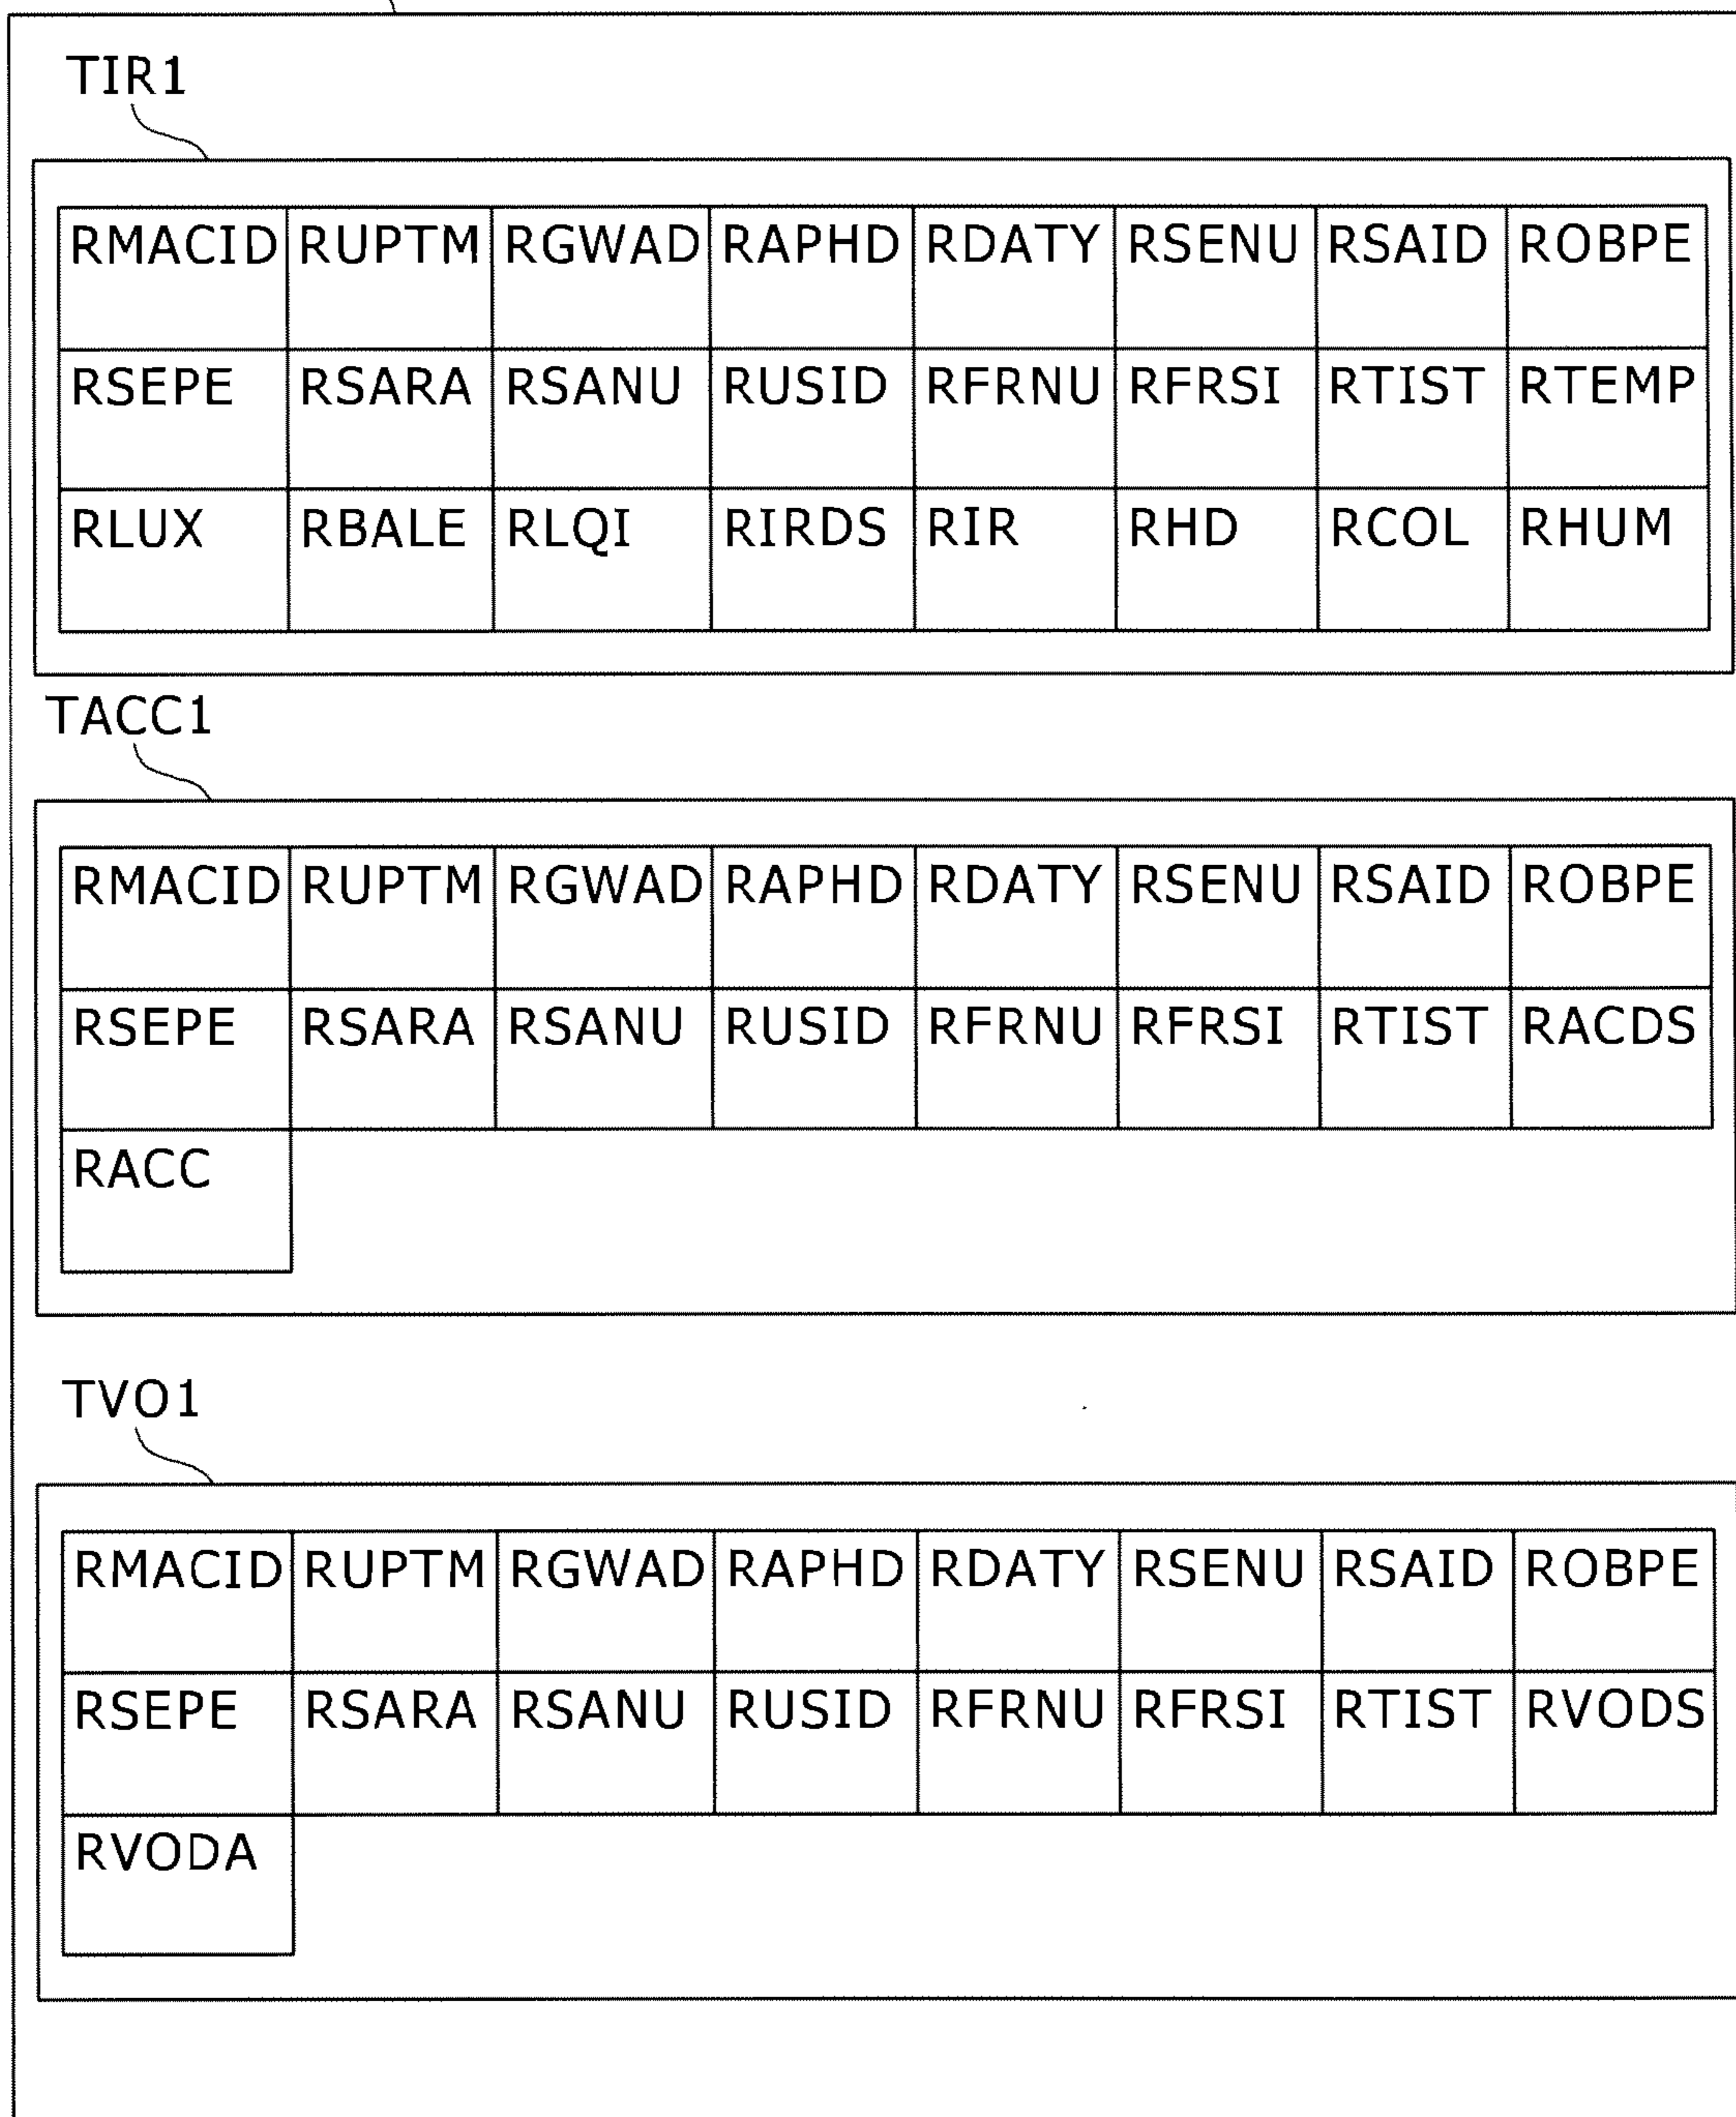 TIR1
RMACID RUPTM RGWAD RAPHD RDATY RSENU RSAID ROBPE
RSEPE RSARA RSANU RUSID RFRNU RFRSI RTIST RTEMP
RLUX RBALE RLQI RIRDS RIR RHD RCOL RHUM
TACC1
RMACID RUPTM RGWAD RAPHD RDATY RSENU RSAID ROBPE
RSEPE RSARA RSANU RUSID RFRNU RFRSI RTIST RACDS
RACC
TVO1
RMACID RUPTM RGWAD RAPHD RDATY RSENU RSAID ROBPE
RSEPE RSARA RSANU RUSID RFRNU RFRSI RTIST RVODS
RVODA